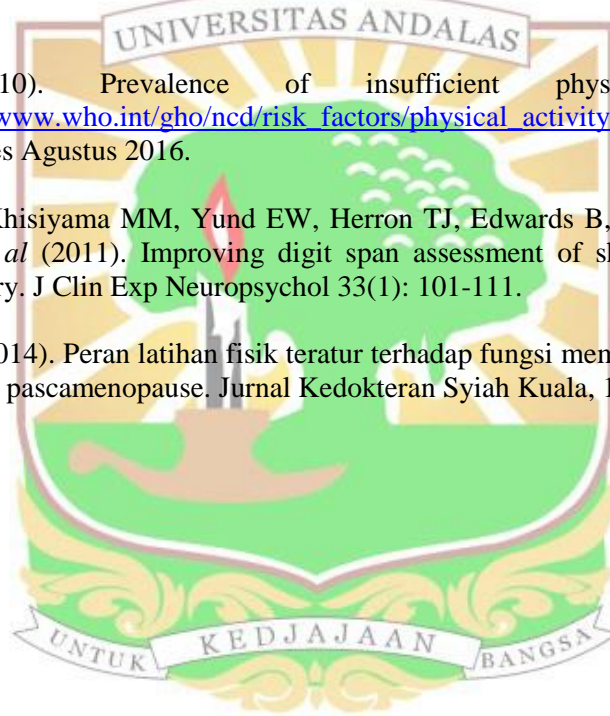 UNIVERSITAS ANDALAS
10). Prevalence of insufficient phys
www.who.int/gho/ncd/risk_factors/physical_activity
es Agustus 2016.
Khisiyama MM, Yund EW, Herron TJ, Edwards B,
al (2011). Improving digit span assessment of sh
ry. J Clin Exp Neuropsychol 33(1): 101-111.
014). Peran latihan fisik teratur terhadap fungsi mem
pascamenopause. Jurnal Kedokteran Syiah Kuala, 1
UNTUK KEDJAJAAN BANGSA